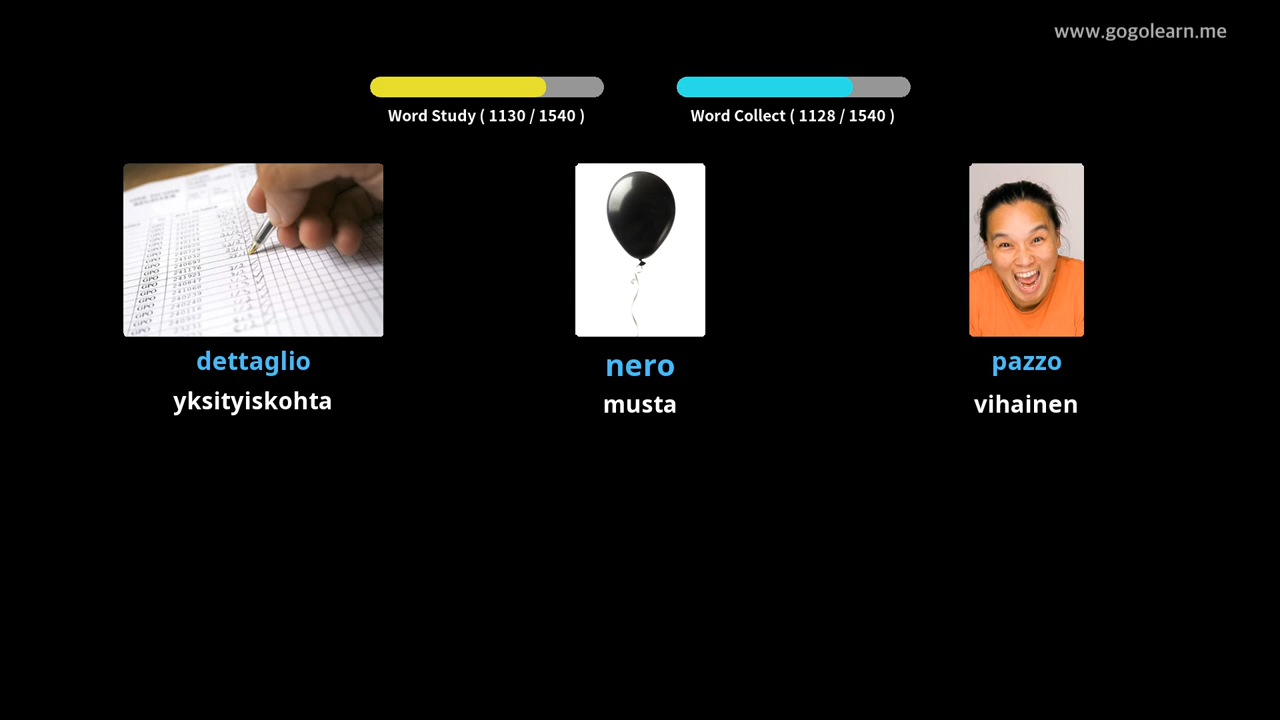 www.gogolearn.me
Word Study ( 1130 / 1540 )
Word Collect ( 1128 / 1540 )
dettaglio
yksityiskohta
nero
musta
pazzo
vihainen